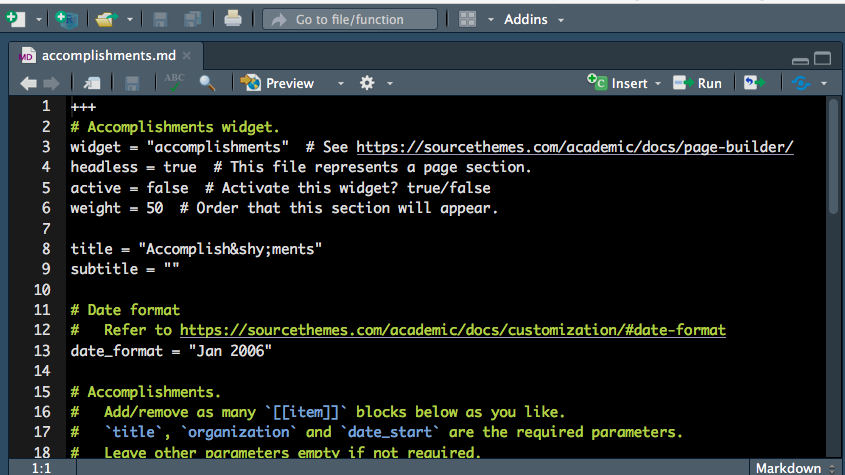 Go to file/function
Addins
MD accomplishments.md
ABC
Preview
Insert
Run
1 +++
2 # Accomplishments widget.
3 widget = "accomplishments"  # See https://sourcethemes.com/academic/docs/page-builder/
4 headless = true  # This file represents a page section.
5 active = false  # Activate this widget? true/false
6 weight = 50  # Order that this section will appear.
7
8 title = "Accomplish&shy;ments"
9 subtitle = ""
10
11 # Date format
12 #   Refer to https://sourcethemes.com/academic/docs/customization/#date-format
13 date_format = "Jan 2006"
14
15 # Accomplishments.
16 #   Add/remove as many `[[item]]` blocks below as you like.
17 #   `title`, `organization` and `date_start` are the required parameters.
18 #   Leave other parameters empty if not required.
1:1
Markdown